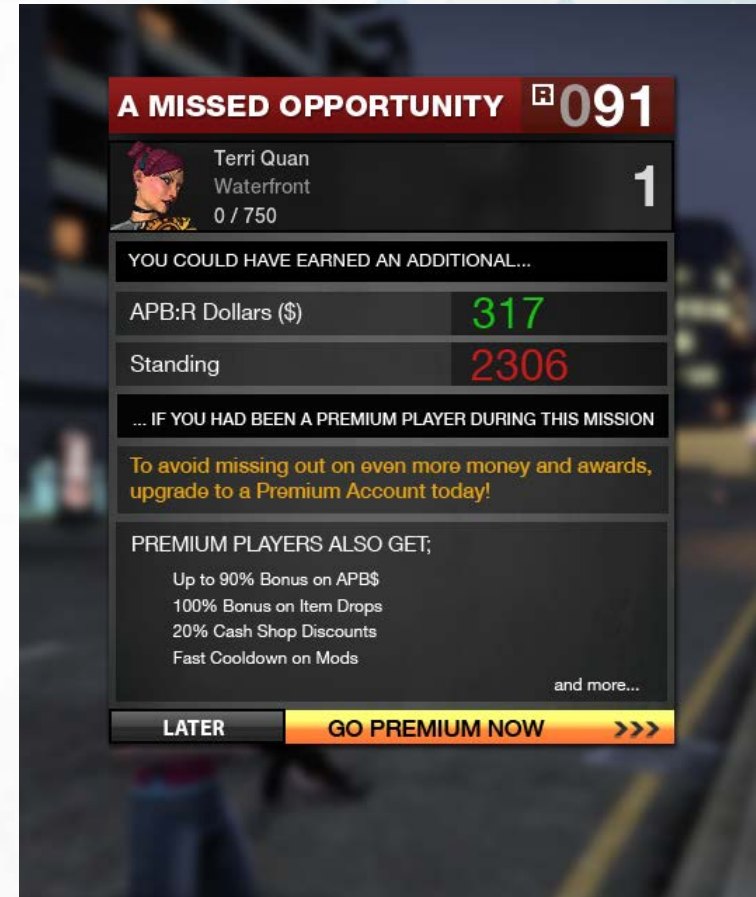 A MISSED OPPORTUNITY R 091
Terri Quan
Waterfront
0 / 750
1
YOU COULD HAVE EARNED AN ADDITIONAL...
APB:R Dollars ($) 317
Standing 2306
... IF YOU HAD BEEN A PREMIUM PLAYER DURING THIS MISSION
To avoid missing out on even more money and awards,
upgrade to a Premium Account today!
PREMIUM PLAYERS ALSO GET;
Up to 90% Bonus on APB$
100% Bonus on Item Drops
20% Cash Shop Discounts
Fast Cooldown on Mods
and more...
LATER GO PREMIUM NOW >>>